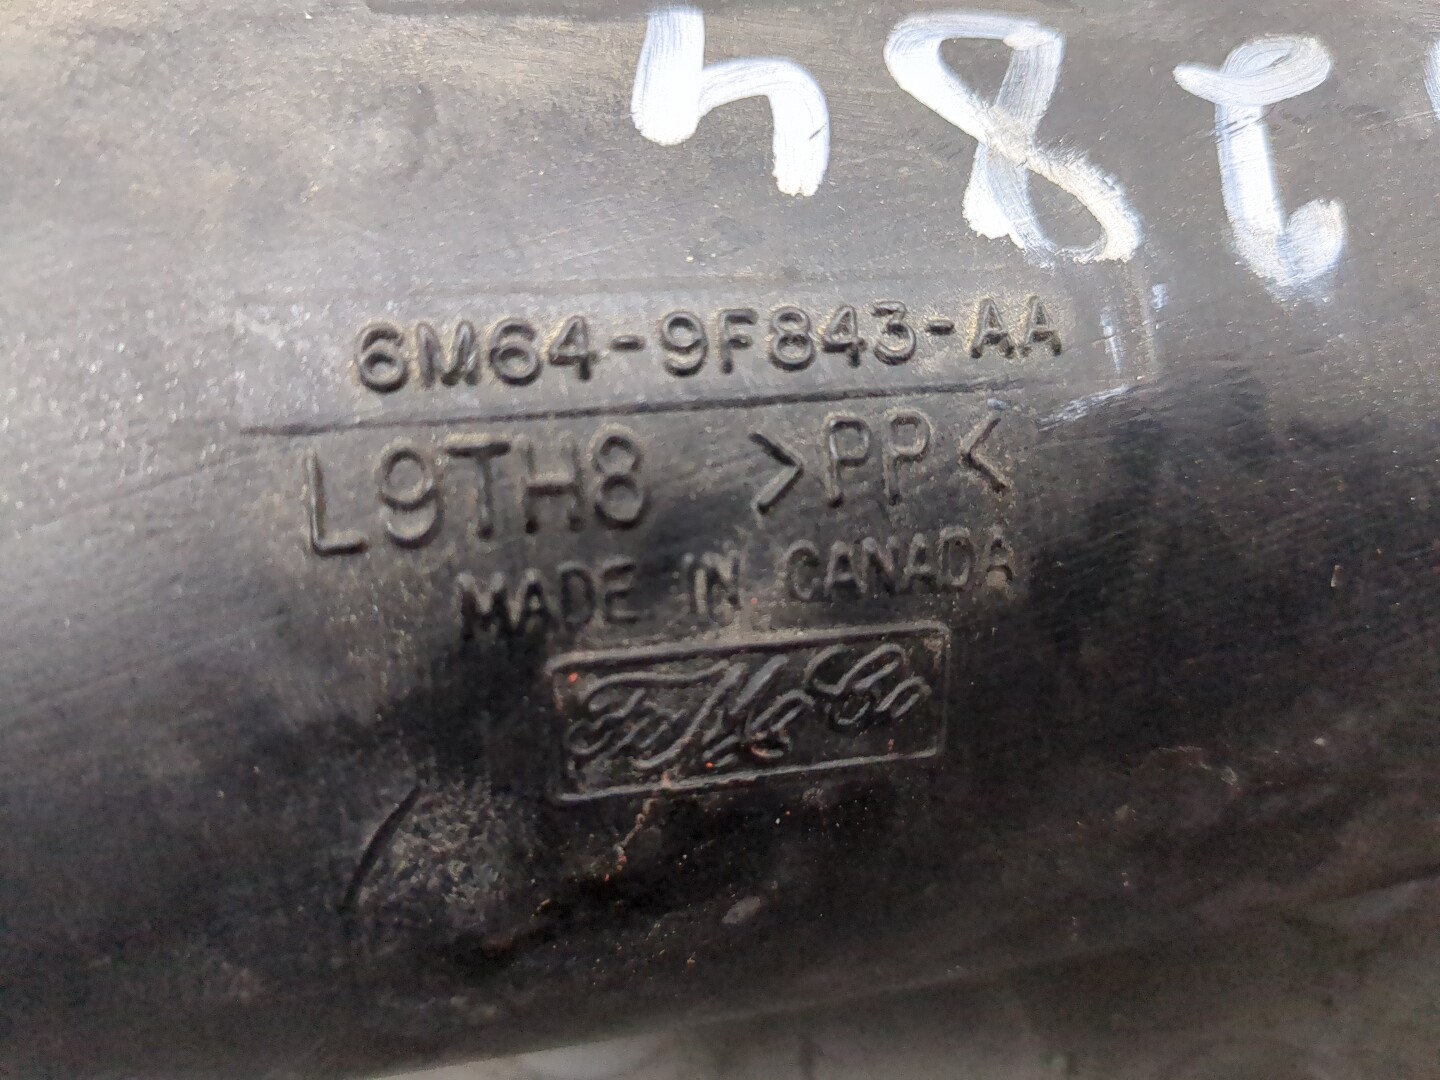 6M64-9F843-AA
L9TH8 >PP<
MADE IN CANADA
FoMoCo